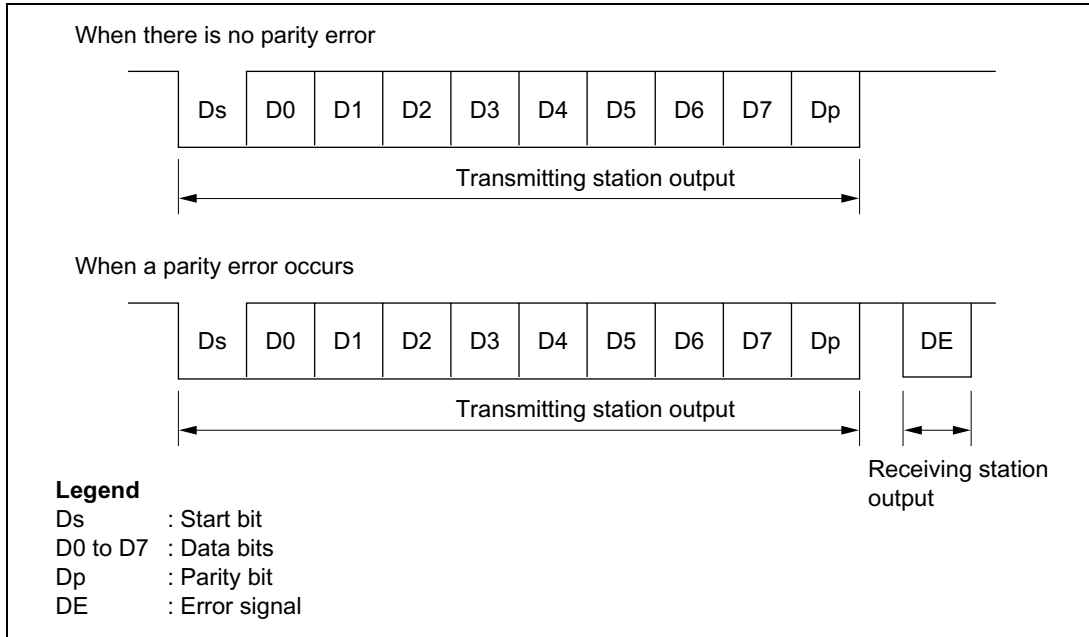 When there is no parity error
Ds D0 D1 D2 D3 D4 D5 D6 D7 Dp
Transmitting station output
When a parity error occurs
Ds D0 D1 D2 D3 D4 D5 D6 D7 Dp DE
Transmitting station output
Receiving station
output
Legend
Ds : Start bit
D0 to D7 : Data bits
Dp : Parity bit
DE : Error signal